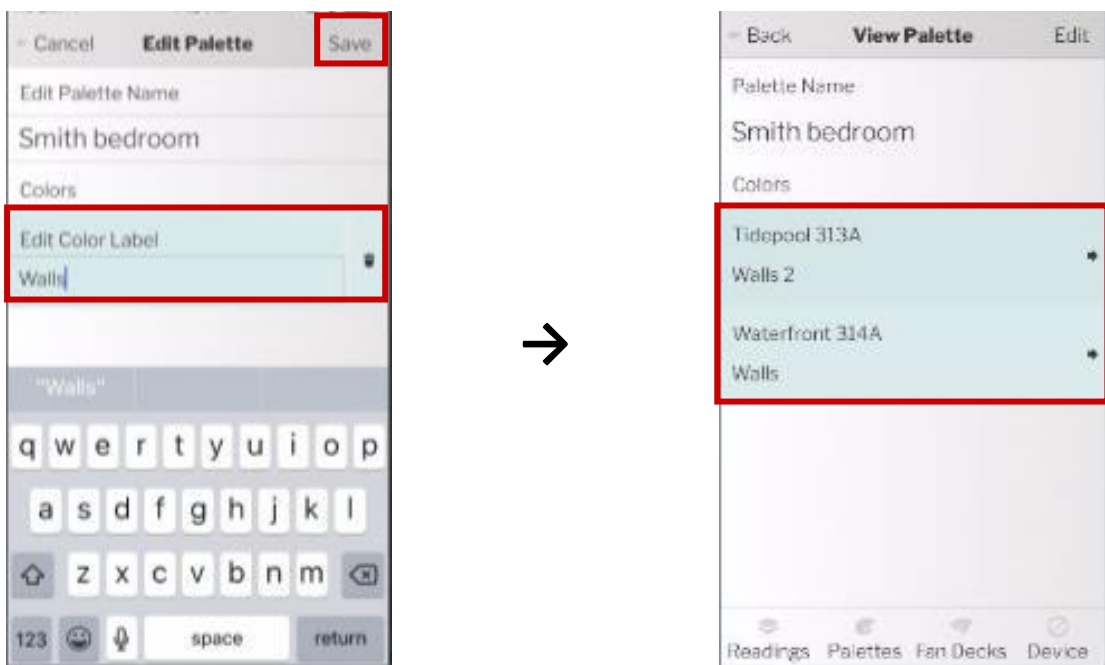 Cancel Edit Palette Save
Edit Palette Name
Smith bedroom
Colors
Edit Color Label
Walls
"Walls"
q w e r t y u i o p
a s d f g h j k l
z x c v b n m
123 space return
Back View Palette Edit
Palette Name
Smith bedroom
Colors
Tidepool 313A
Walls 2
Waterfront 314A
Walls
Readings Palettes Fan Decks Device